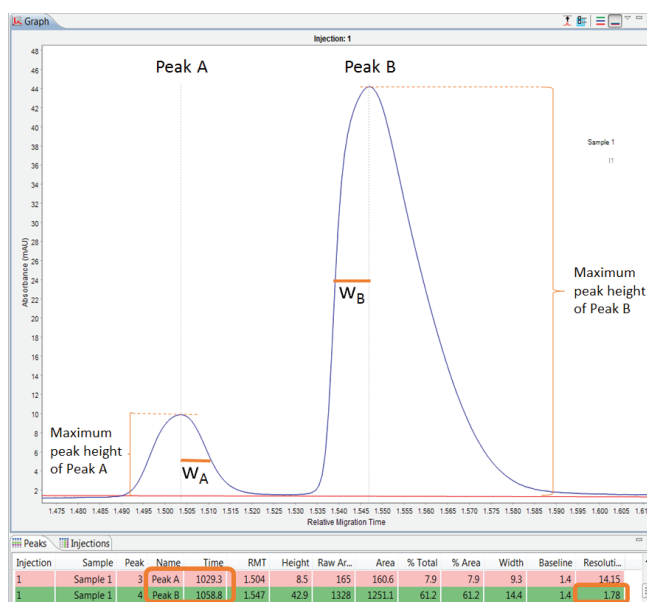 Graph
Injection: 1
Peak A
Peak B
48
46
44
42
40
38
36
34
32
30
28
26
24
22
20
18
16
14
12
10
8
6
4
2
Absorbance (mAU)
Sample 1
I1
WB
Maximum
peak height
of Peak B
Maximum
peak height
of Peak A
WA
1.475 1.480 1.485 1.490 1.495 1.500 1.505 1.510 1.515 1.520 1.525 1.530 1.535 1.540 1.545 1.550 1.555 1.560 1.565 1.570 1.575 1.580 1.585 1.590 1.595 1.600 1.605 1.61
Relative Migration Time
Peaks Injections
Injection Sample Peak Name Time RMT Height Raw Ar... Area % Total % Area Width Baseline Resoluti...
1 Sample 1 3 Peak A 1029.3 1.504 8.5 165 160.6 7.9 7.9 9.3 1.4 14.15
1 Sample 1 4 Peak B 1058.8 1.547 42.9 1328 1251.1 61.2 61.2 14.4 1.4 1.78